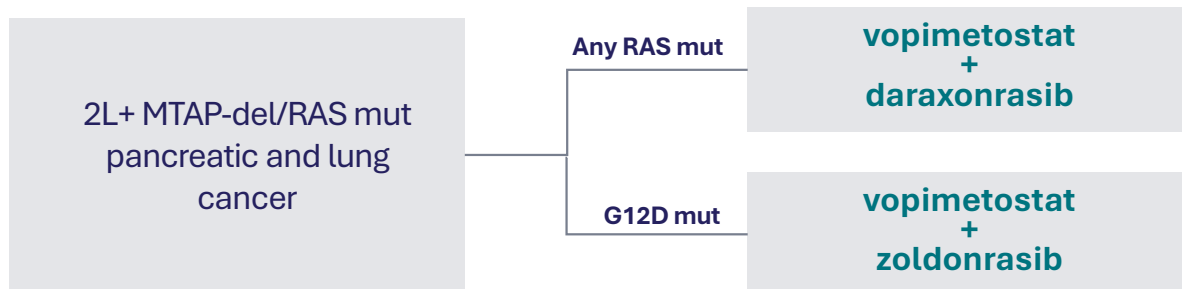 2L+ MTAP-del/RAS mut
pancreatic and lung
cancer
Any RAS mut
vopimetostat
+
daraxonrasib
G12D mut
vopimetostat
+
zoldonrasib